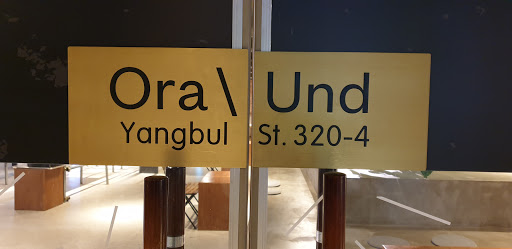 Ora\ Und
Yangbul St. 320-4